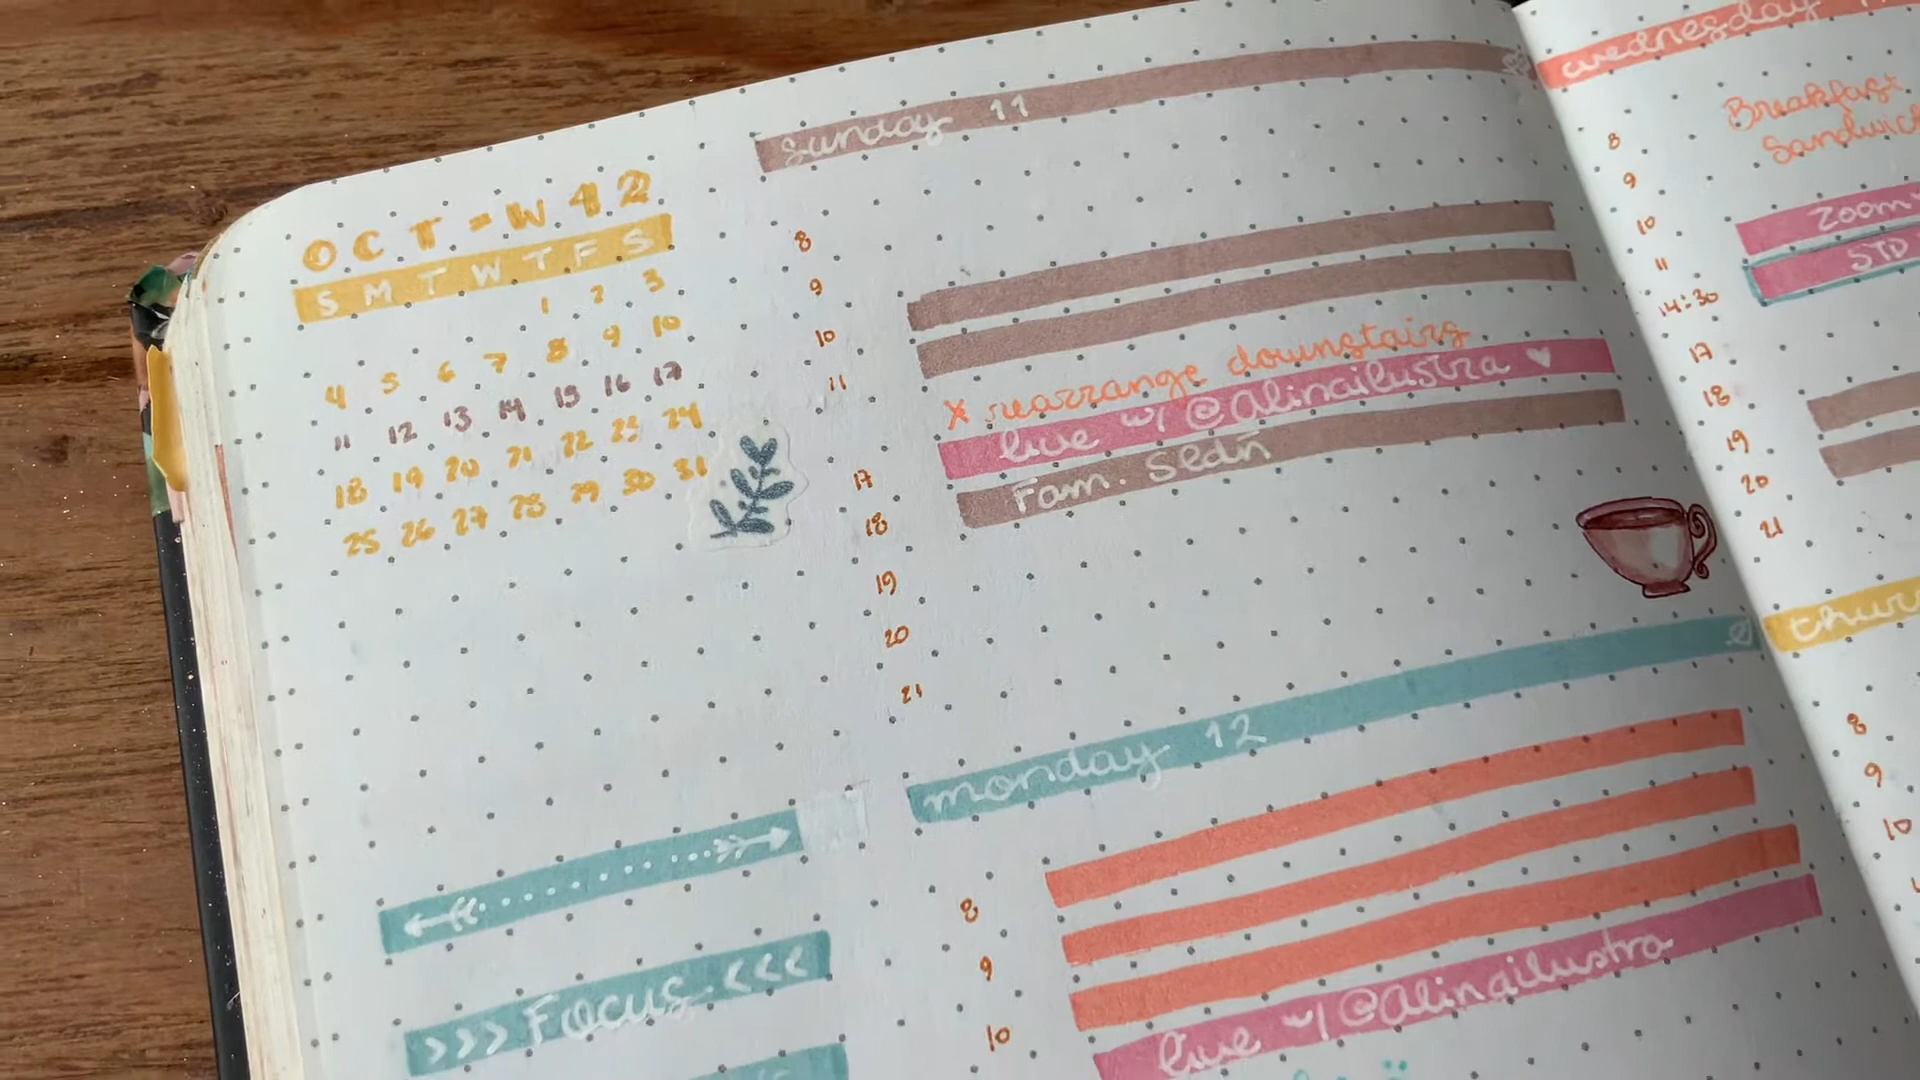 OCT - W42
S M T W T F S
1 2 3
4 5 6 7 8 9 10
11 12 13 14 15 16 17
18 19 20 21 22 23 24
25 26 27 28 29 30 31
>>> Focus. <<<
sunday 11
8
9
10
11
17
18
19
20
21
X rearrange downstairs
live w/ @alinailustra ♥
Fam.
monday 12
8
9
10
live w/ @alinailustra
wednesday
8
9
10
11
14:30
17
18
19
20
21
Breakfast
Zoom
STD
8
9
10